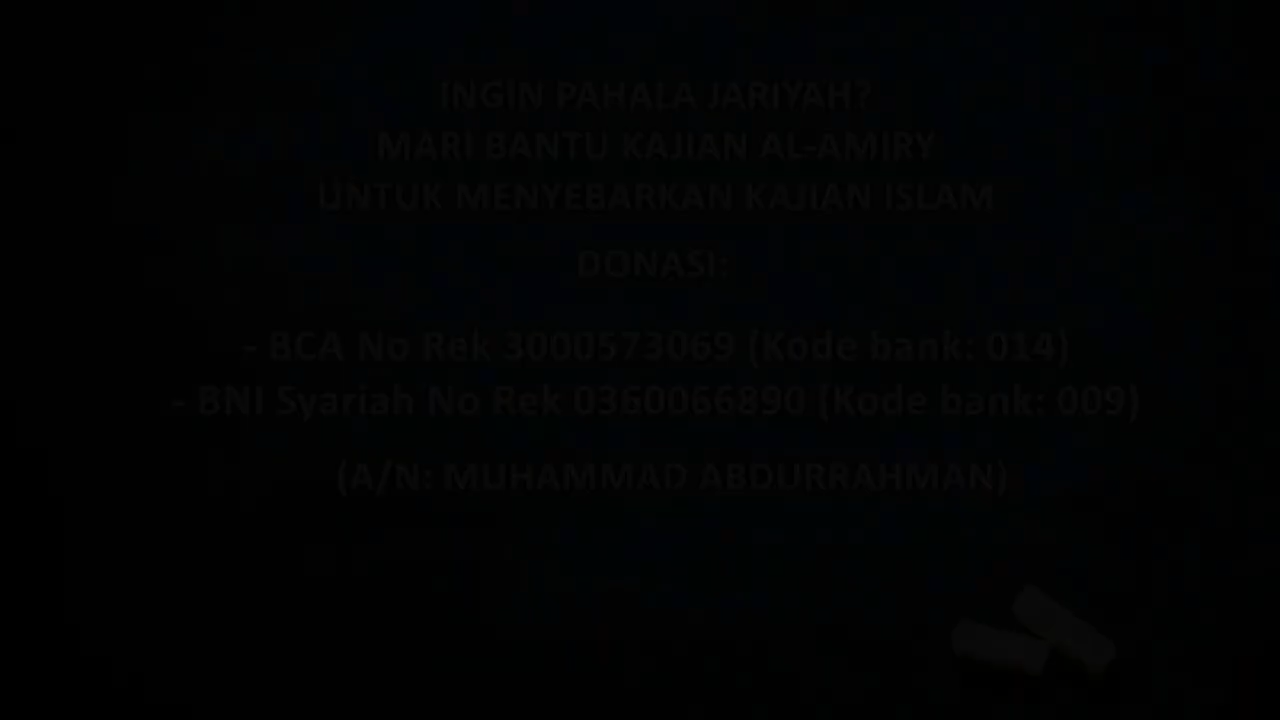 INGIN PAHALA JARIYAH?
MARI BANTU KAJIAN AL-AMIRY
UNTUK MENYEBARKAN KAJIAN ISLAM
DONASI:
- BCA No Rek 3000573069 (Kode bank: 014)
- BNI Syariah No Rek 0360066890 (Kode bank: 009)
(A/N: MUHAMMAD ABDURRAHMAN)